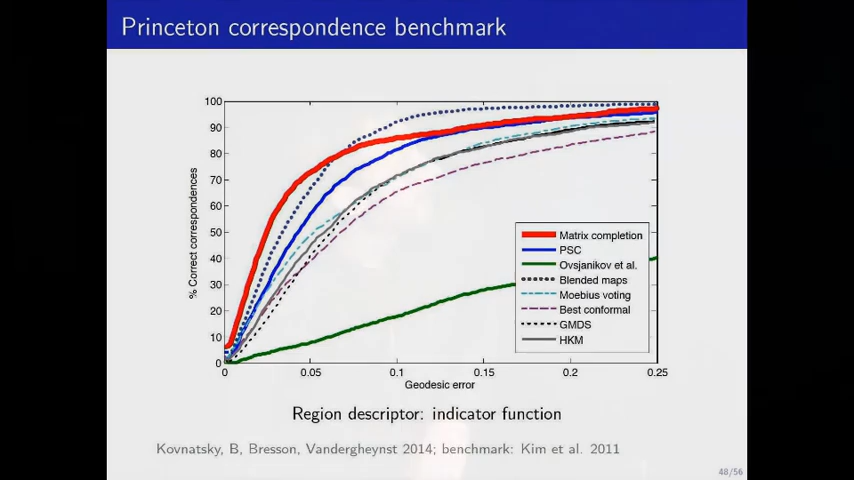 Princeton correspondence benchmark
100
90
80
70
60
50
40
30
20
10
0
% Correct correspondences
Matrix completion
PSC
Ovsjanikov et al.
Blended maps
Moebius voting
Best conformal
GMDS
HKM
0 0.05 0.1 0.15 0.2 0.25
Geodesic error
Region descriptor: indicator function
Kovnatsky, B, Bresson, Vandergheynst 2014; benchmark: Kim et al. 2011
48/56